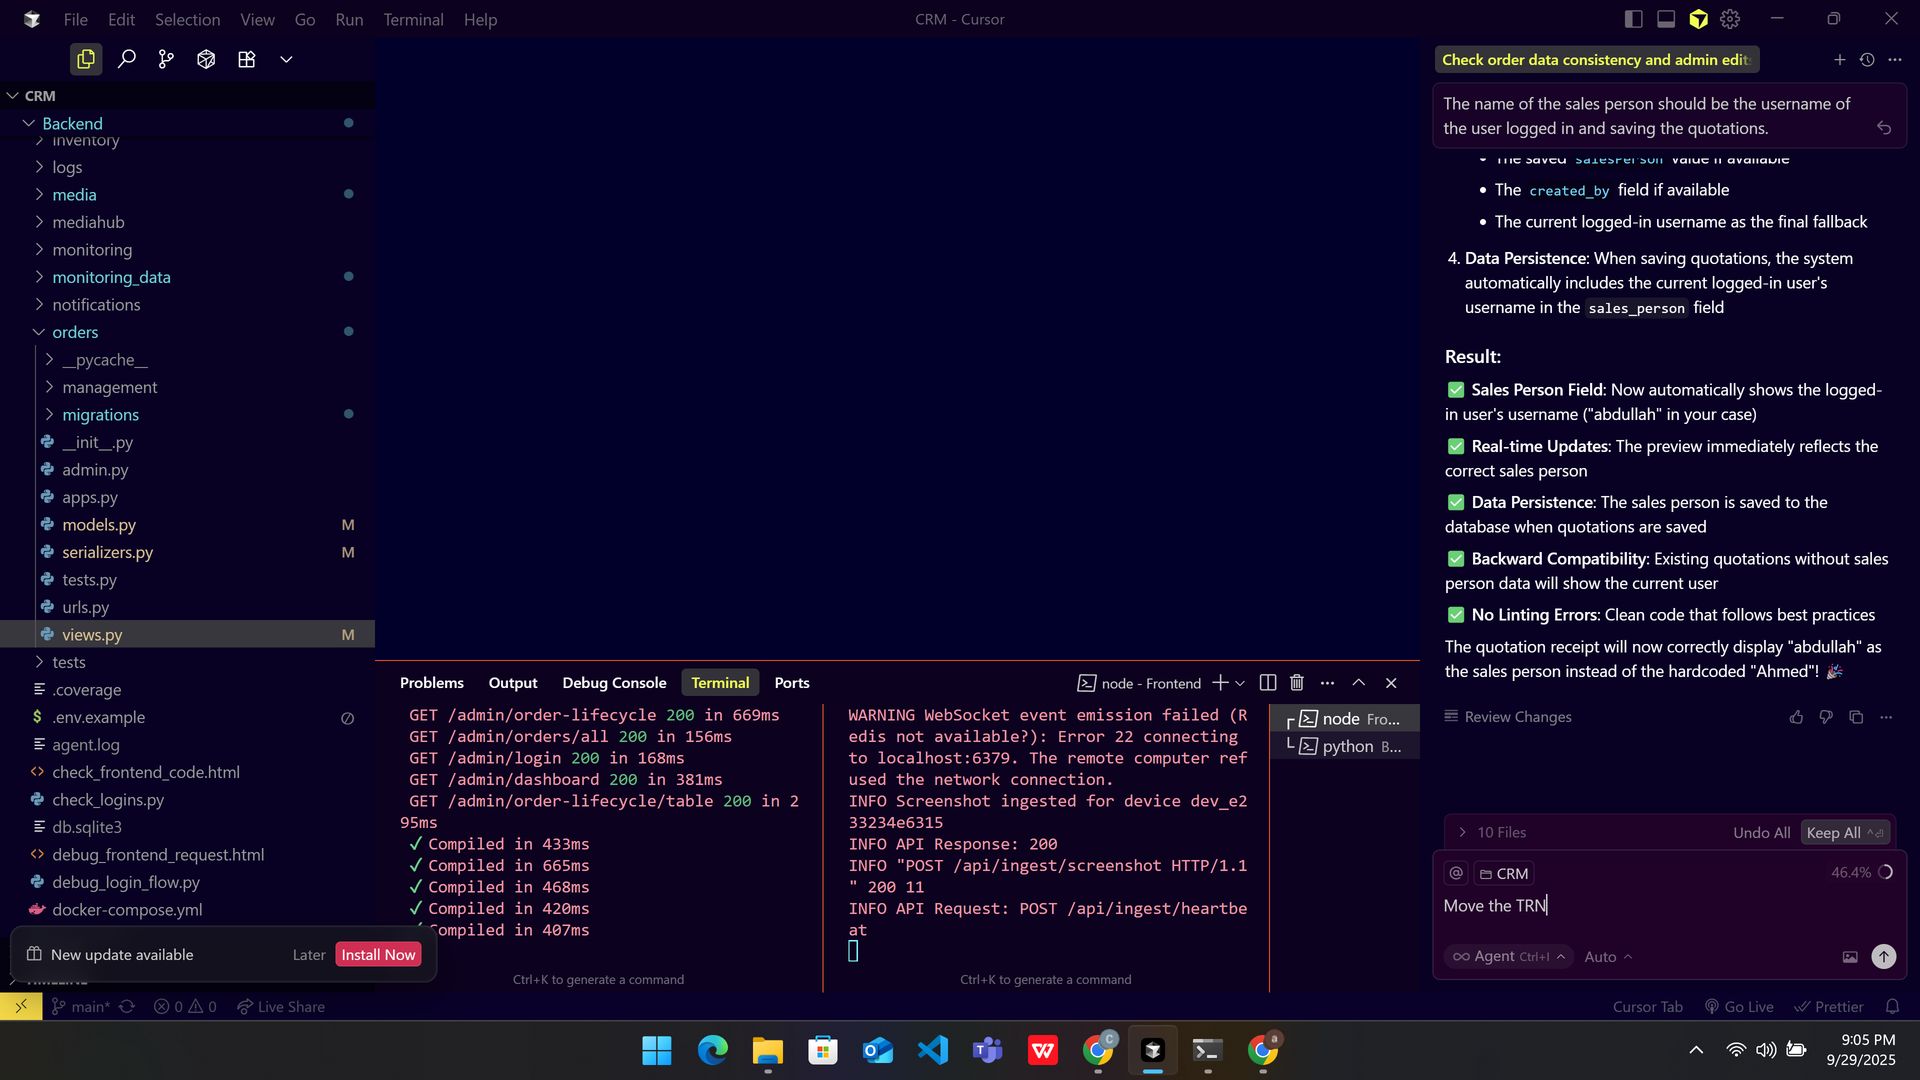 File Edit Selection View Go Run Terminal Help
CRM - Cursor
CRM
Backend
inventory
logs
media
mediahub
monitoring
monitoring_data
notifications
orders
__pycache__
management
migrations
__init__.py
admin.py
apps.py
models.py M
serializers.py M
tests.py
urls.py
views.py M
tests
.coverage
.env.example
agent.log
check_frontend_code.html
check_logins.py
db.sqlite3
debug_frontend_request.html
debug_login_flow.py
docker-compose.yml
New update available Later Install Now
TIMELINE
Problems Output Debug Console Terminal Ports
node - Frontend
GET /admin/order-lifecycle 200 in 669ms
GET /admin/orders/all 200 in 156ms
GET /admin/login 200 in 168ms
GET /admin/dashboard 200 in 381ms
GET /admin/order-lifecycle/table 200 in 2
95ms
✓ Compiled in 433ms
✓ Compiled in 665ms
✓ Compiled in 468ms
✓ Compiled in 420ms
✓ Compiled in 407ms
Ctrl+K to generate a command
WARNING WebSocket event emission failed (R
edis not available?): Error 22 connecting
to localhost:6379. The remote computer ref
used the network connection.
INFO Screenshot ingested for device dev_e2
33234e6315
INFO API Response: 200
INFO "POST /api/ingest/screenshot HTTP/1.1
" 200 11
INFO API Request: POST /api/ingest/heartbe
at
Ctrl+K to generate a command
node Fro...
python B...
Check order data consistency and admin edit
The name of the sales person should be the username of
the user logged in and saving the quotations.
• The saved salesPerson value if available
• The created_by field if available
• The current logged-in username as the final fallback
4. Data Persistence: When saving quotations, the system
automatically includes the current logged-in user's
username in the sales_person field
Result:
✅ Sales Person Field: Now automatically shows the logged-
in user's username ("abdullah" in your case)
✅ Real-time Updates: The preview immediately reflects the
correct sales person
✅ Data Persistence: The sales person is saved to the
database when quotations are saved
✅ Backward Compatibility: Existing quotations without sales
person data will show the current user
✅ No Linting Errors: Clean code that follows best practices
The quotation receipt will now correctly display "abdullah" as
the sales person instead of the hardcoded "Ahmed"! 🎉
Review Changes
10 Files Undo All Keep All
@ CRM 46.4%
Move the TRN
Agent Ctrl+I Auto
main* 0 0 Live Share
Cursor Tab Go Live Prettier
9:05 PM
9/29/2025